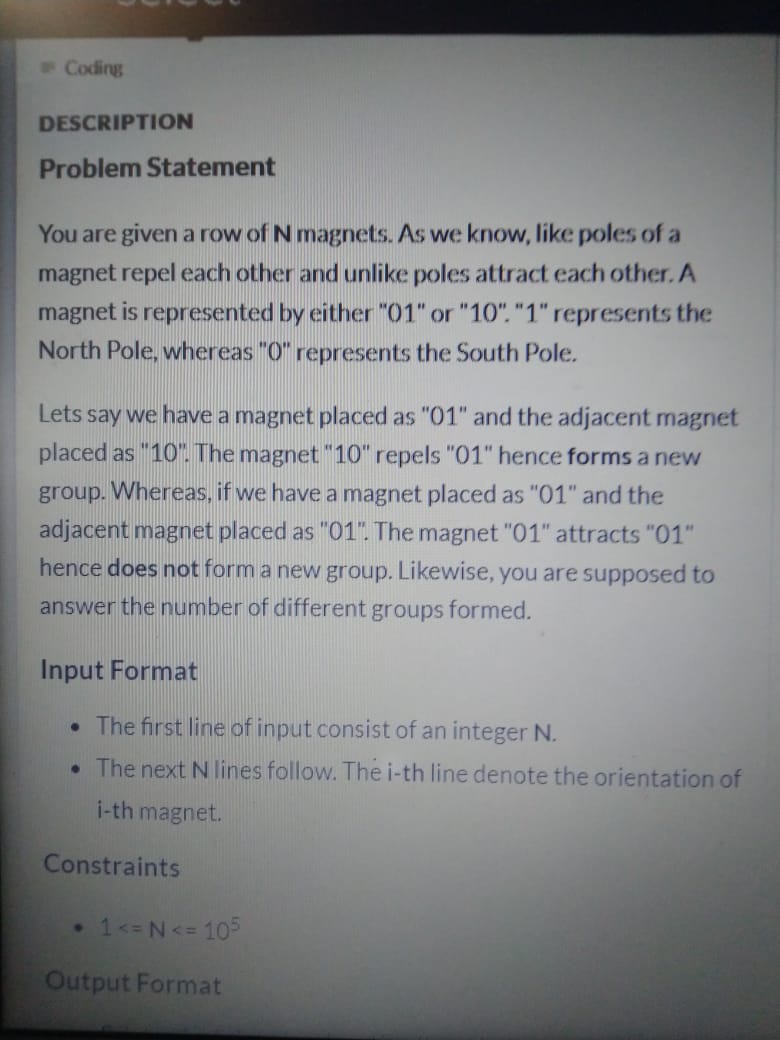 Coding
DESCRIPTION
Problem Statement
You are given a row of N magnets. As we know, like poles of a
magnet repel each other and unlike poles attract each other. A
magnet is represented by either "01" or "10". "1" represents the
North Pole, whereas "0" represents the South Pole.
Lets say we have a magnet placed as "01" and the adjacent magnet
placed as "10". The magnet "10" repels "01" hence forms a new
group. Whereas, if we have a magnet placed as "01" and the
adjacent magnet placed as "01". The magnet "01" attracts "01"
hence does not form a new group. Likewise, you are supposed to
answer the number of different groups formed.
Input Format
• The first line of input consist of an integer N.
• The next N lines follow. The i-th line denote the orientation of
i-th magnet.
Constraints
• 1 <= N <= 10⁵
Output Format